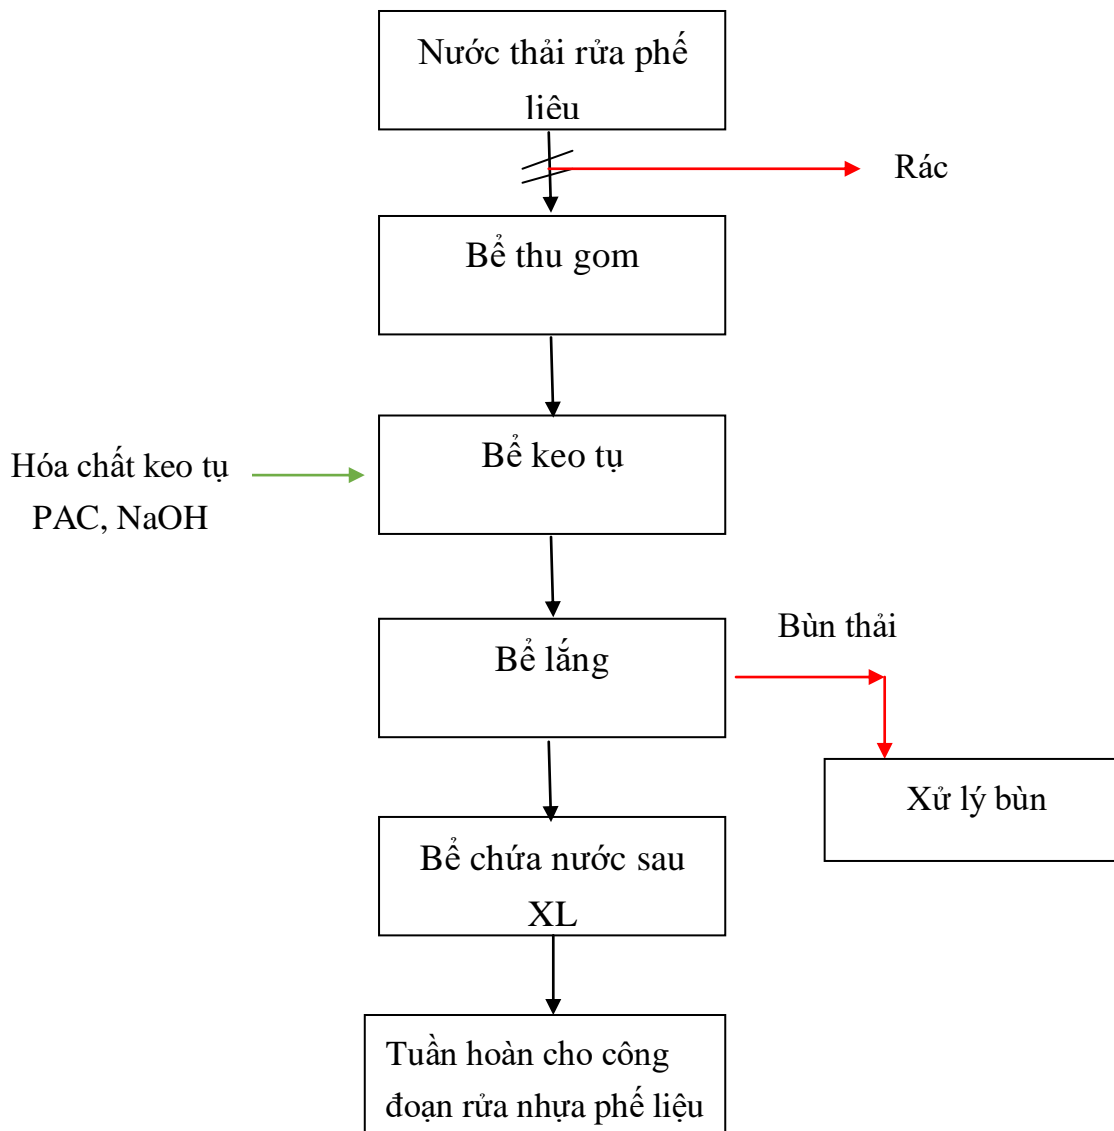 Nước thải rửa phế
liệu
Rác
Bể thu gom
Bể keo tụ
Hóa chất keo tụ
PAC, NaOH
Bùn thải
Bể lắng
Xử lý bùn
Bể chứa nước sau
XL
Tuần hoàn cho công
đoạn rửa nhựa phế liệu